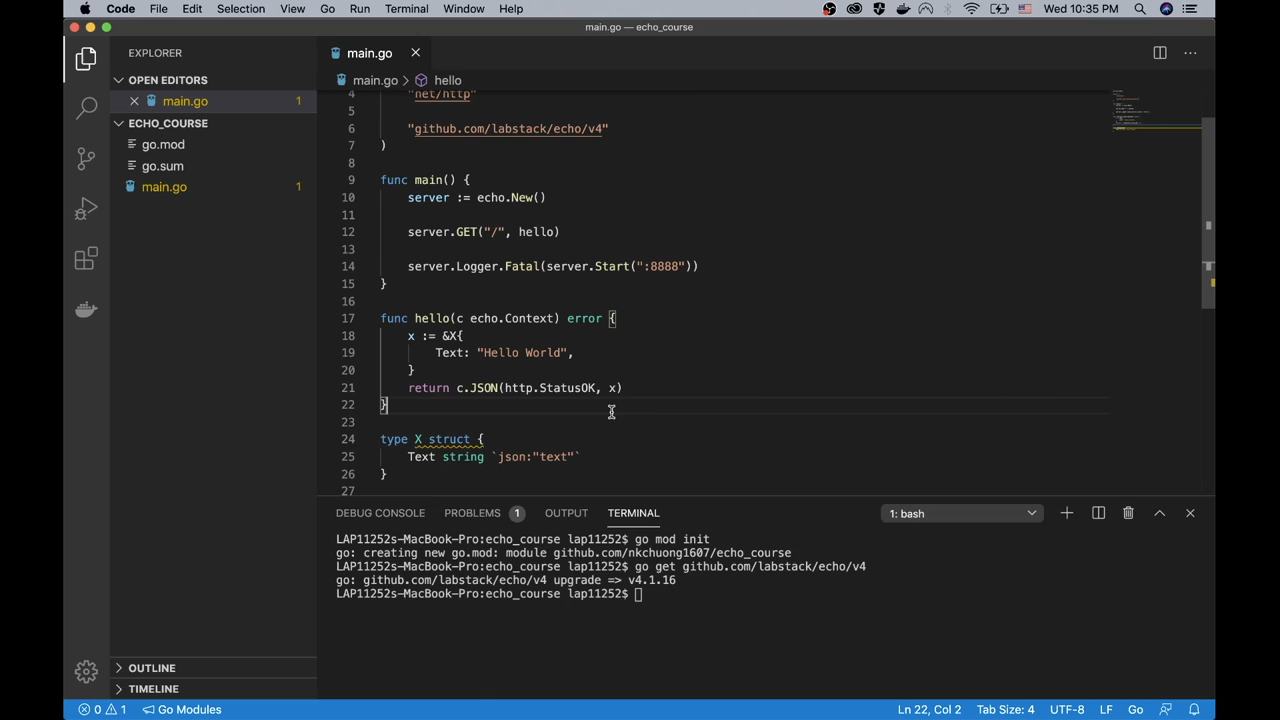 Code File Edit Selection View Go Run Terminal Window Help Wed 10:35 PM
main.go — echo_course
EXPLORER
OPEN EDITORS
main.go 1
ECHO_COURSE
go.mod
go.sum
main.go 1
OUTLINE
TIMELINE
main.go
main.go > hello
4 "net/http"
5
6 "github.com/labstack/echo/v4"
7 )
8
9 func main() {
10 server := echo.New()
11
12 server.GET("/", hello)
13
14 server.Logger.Fatal(server.Start(":8888"))
15 }
16
17 func hello(c echo.Context) error {
18 x := &X{
19 Text: "Hello World",
20 }
21 return c.JSON(http.StatusOK, x)
22 }
23
24 type X struct {
25 Text string `json:"text"`
26 }
27
DEBUG CONSOLE PROBLEMS 1 OUTPUT TERMINAL 1: bash
LAP11252s-MacBook-Pro:echo_course lap11252$ go mod init
go: creating new go.mod: module github.com/nkchuong1607/echo_course
LAP11252s-MacBook-Pro:echo_course lap11252$ go get github.com/labstack/echo/v4
go: github.com/labstack/echo/v4 upgrade => v4.1.16
LAP11252s-MacBook-Pro:echo_course lap11252$
0 1 Go Modules Ln 22, Col 2 Tab Size: 4 UTF-8 LF Go